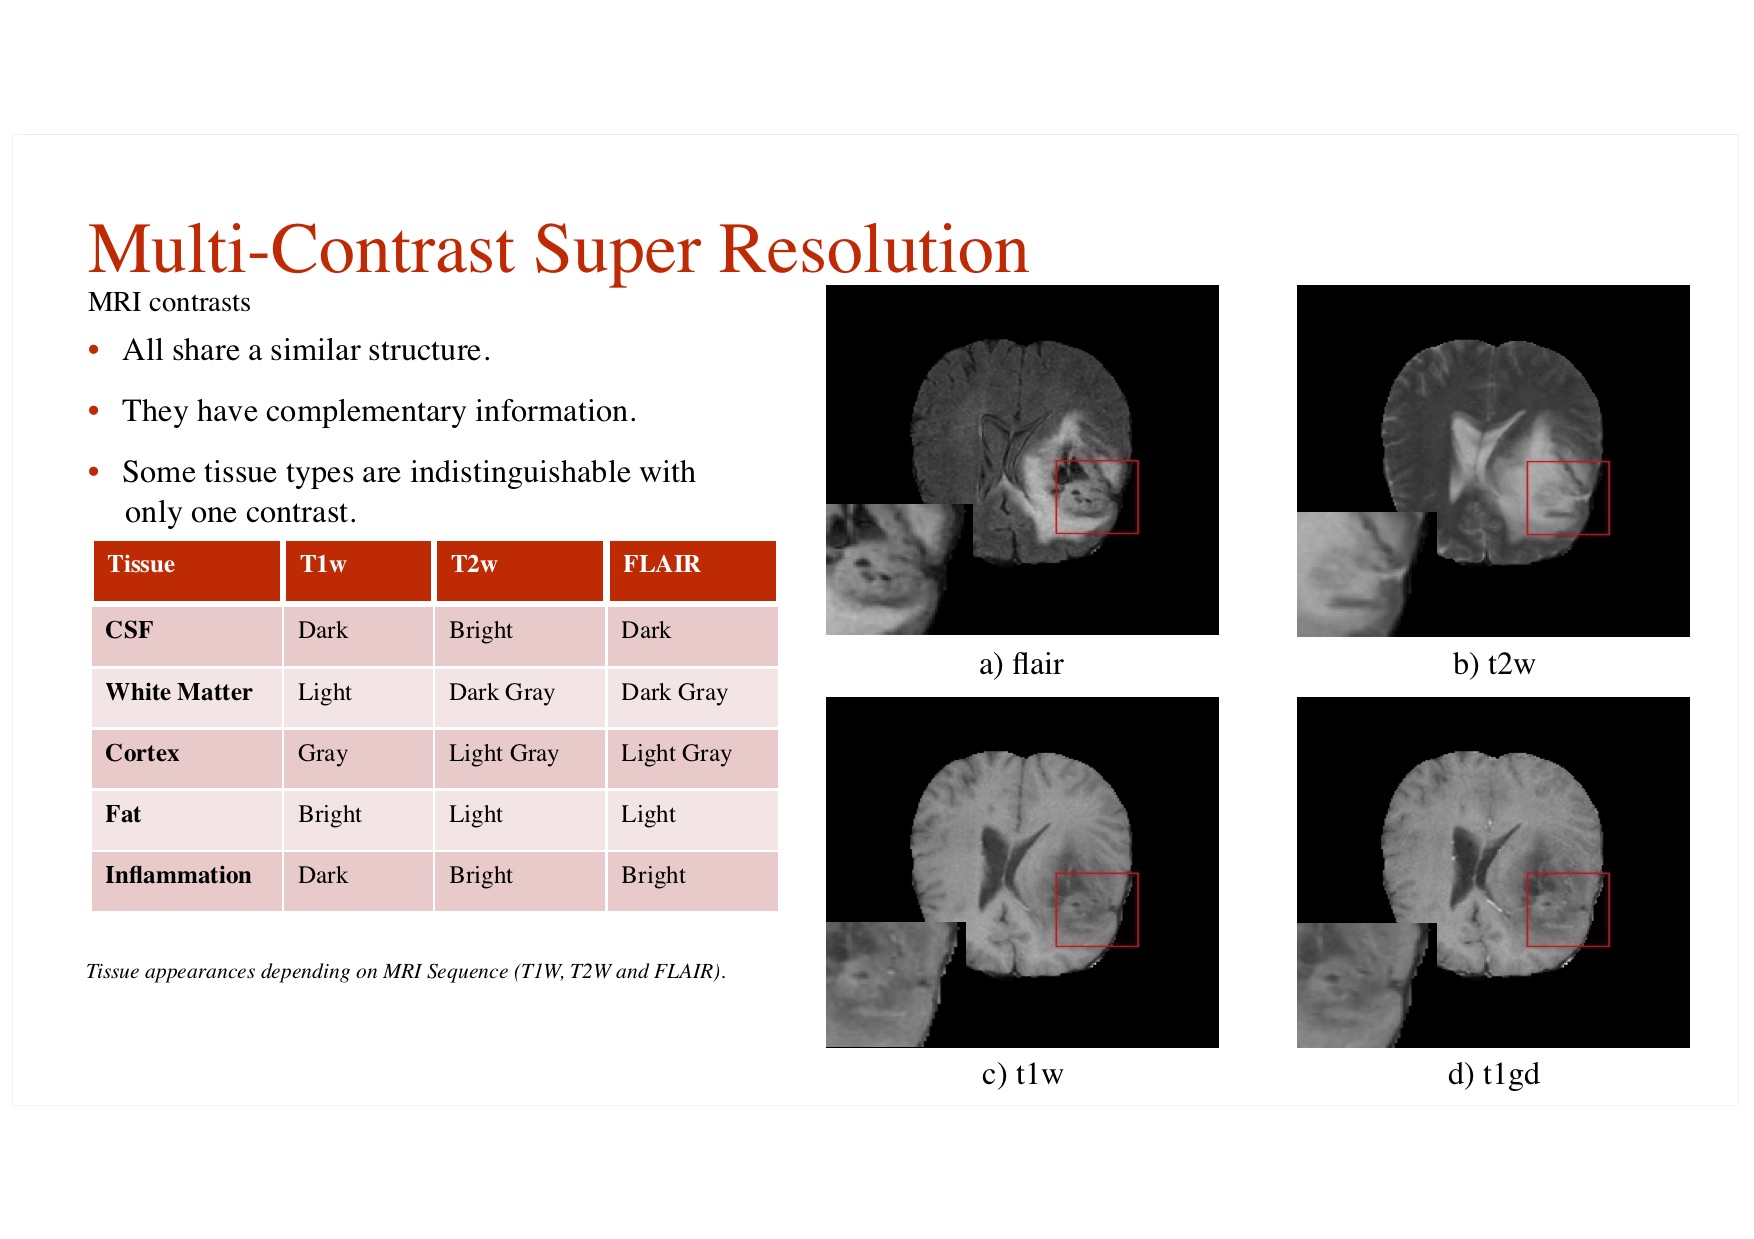 Multi-Contrast Super Resolution
MRI contrasts
• All share a similar structure.
• They have complementary information.
• Some tissue types are indistinguishable with
only one contrast.
Tissue T1w T2w FLAIR
CSF Dark Bright Dark
White Matter Light Dark Gray Dark Gray
Cortex Gray Light Gray Light Gray
Fat Bright Light Light
Inflammation Dark Bright Bright
Tissue appearances depending on MRI Sequence (T1W, T2W and FLAIR).
a) flair
b) t2w
c) t1w
d) t1gd